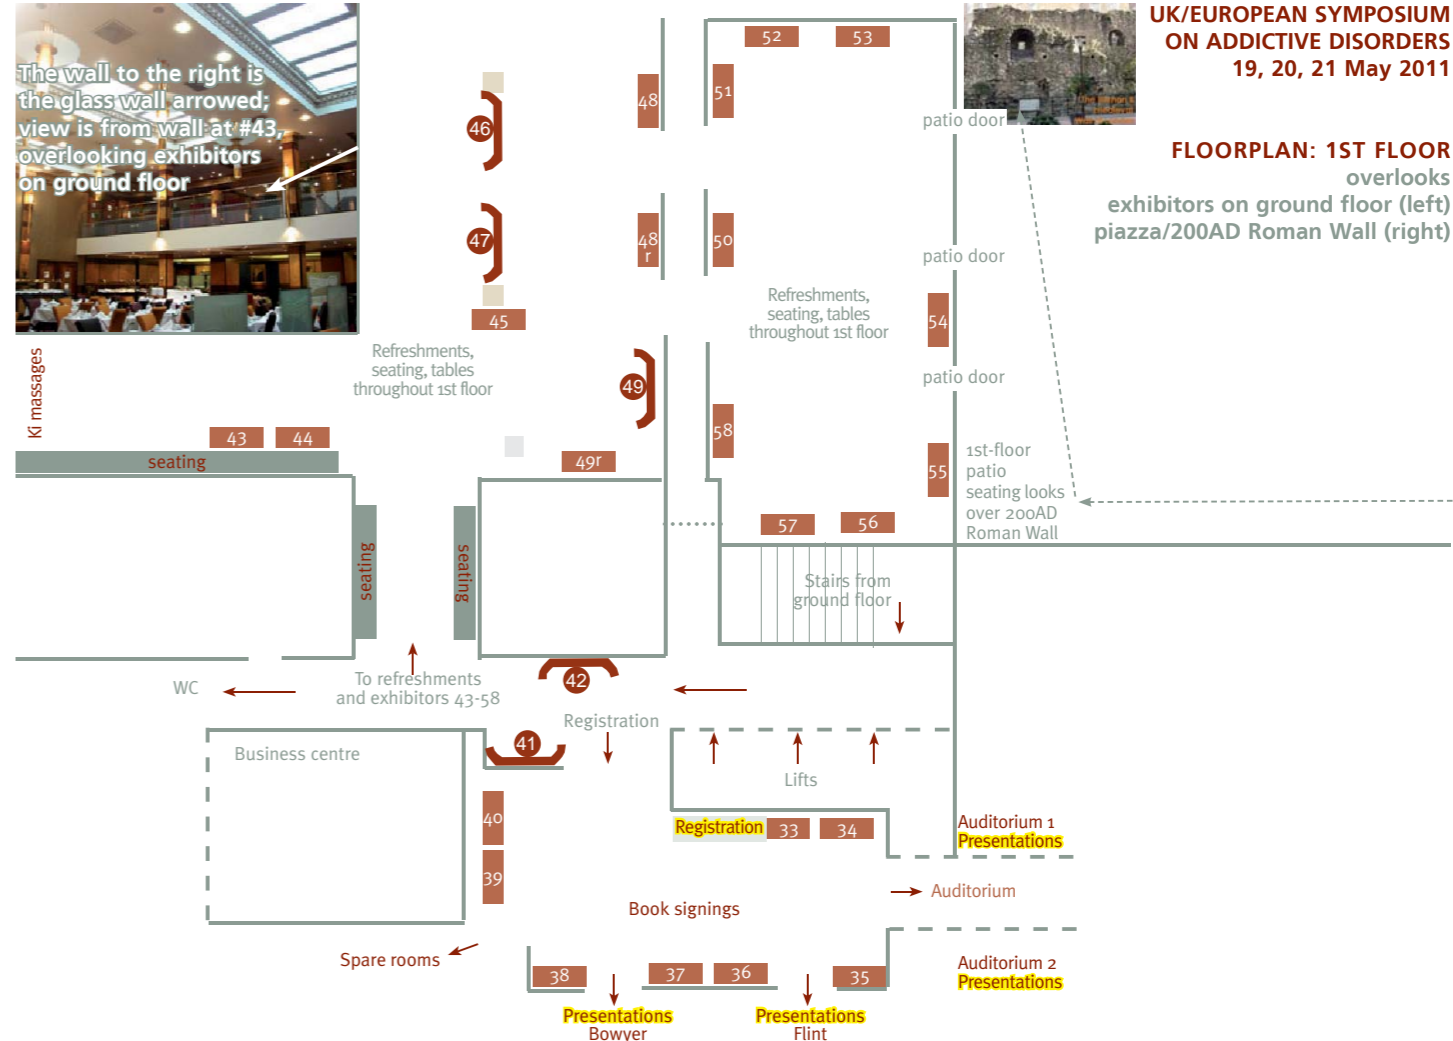 The wall to the right is
the glass wall arrowed;
view is from wall at #43,
overlooking exhibitors
on ground floor
UK/EUROPEAN SYMPOSIUM
ON ADDICTIVE DISORDERS
19, 20, 21 May 2011
FLOORPLAN: 1ST FLOOR
overlooks
exhibitors on ground floor (left)
piazza/200AD Roman Wall (right)
52
53
51
48
46
patio door
47
48
r
50
patio door
45
Refreshments,
seating, tables
throughout 1st floor
54
Refreshments,
seating, tables
throughout 1st floor
patio door
49
Ki massages
43
44
58
seating
49r
55
1st-floor
patio
seating looks
over 200AD
Roman Wall
57
56
seating
seating
Stairs from
ground floor
WC
To refreshments
and exhibitors 43-58
42
Registration
41
Business centre
Lifts
40
Registration
33
34
Auditorium 1
Presentations
39
Auditorium
Book signings
Spare rooms
38
37
36
35
Auditorium 2
Presentations
Presentations
Bowyer
Presentations
Flint